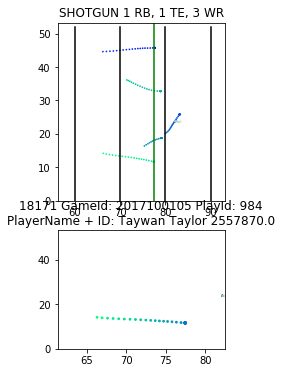 SHOTGUN 1 RB, 1 TE, 3 WR
50
40
30
20
10
0
60 70 80 90
18171 GameId: 2017100105 PlayId: 984
PlayerName + ID: Taywan Taylor 2557870.0
40
20
0
65 70 75 80